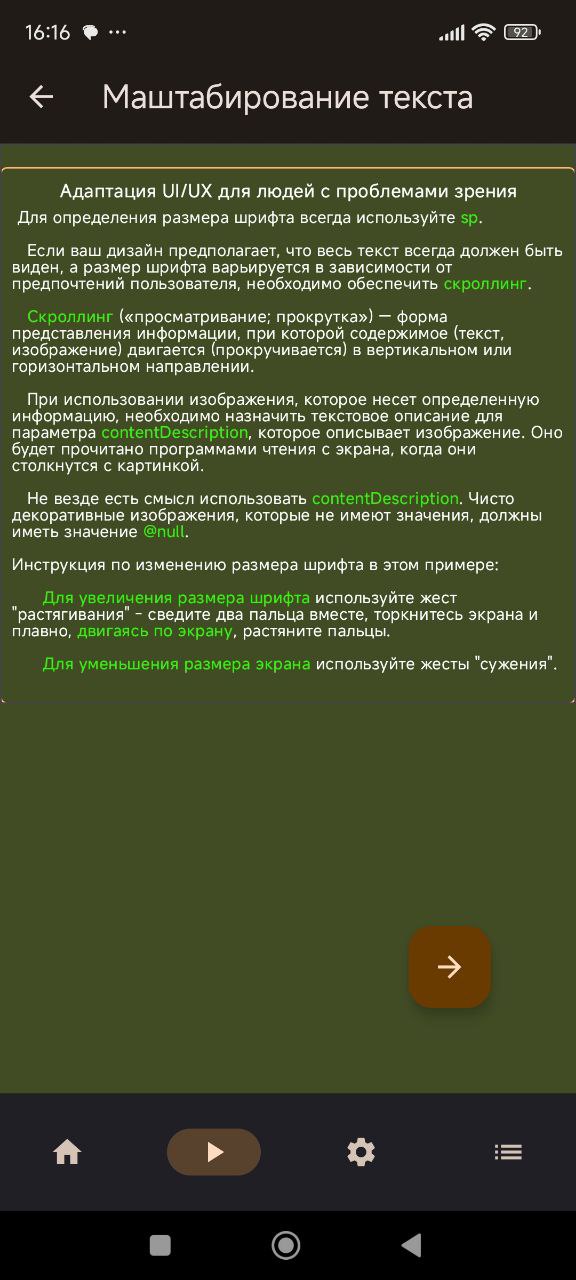 16:16
92
Маштабирование текста
Адаптация UI/UX для людей с проблемами зрения
Для определения размера шрифта всегда используйте sp.
Если ваш дизайн предполагает, что весь текст всегда должен быть
виден, а размер шрифта варьируется в зависимости от
предпочтений пользователя, необходимо обеспечить скроллинг.
Скроллинг («просматривание; прокрутка») — форма
представления информации, при которой содержимое (текст,
изображение) двигается (прокручивается) в вертикальном или
горизонтальном направлении.
При использовании изображения, которое несет определенную
информацию, необходимо назначить текстовое описание для
параметра contentDescription, которое описывает изображение. Оно
будет прочитано программами чтения с экрана, когда они
столкнутся с картинкой.
Не везде есть смысл использовать contentDescription. Чисто
декоративные изображения, которые не имеют значения, должны
иметь значение @null.
Инструкция по изменению размера шрифта в этом примере:
Для увеличения размера шрифта используйте жест
"растягивания" - сведите два пальца вместе, торкнитесь экрана и
плавно, двигаясь по экрану, растяните пальцы.
Для уменьшения размера экрана используйте жесты "сужения".